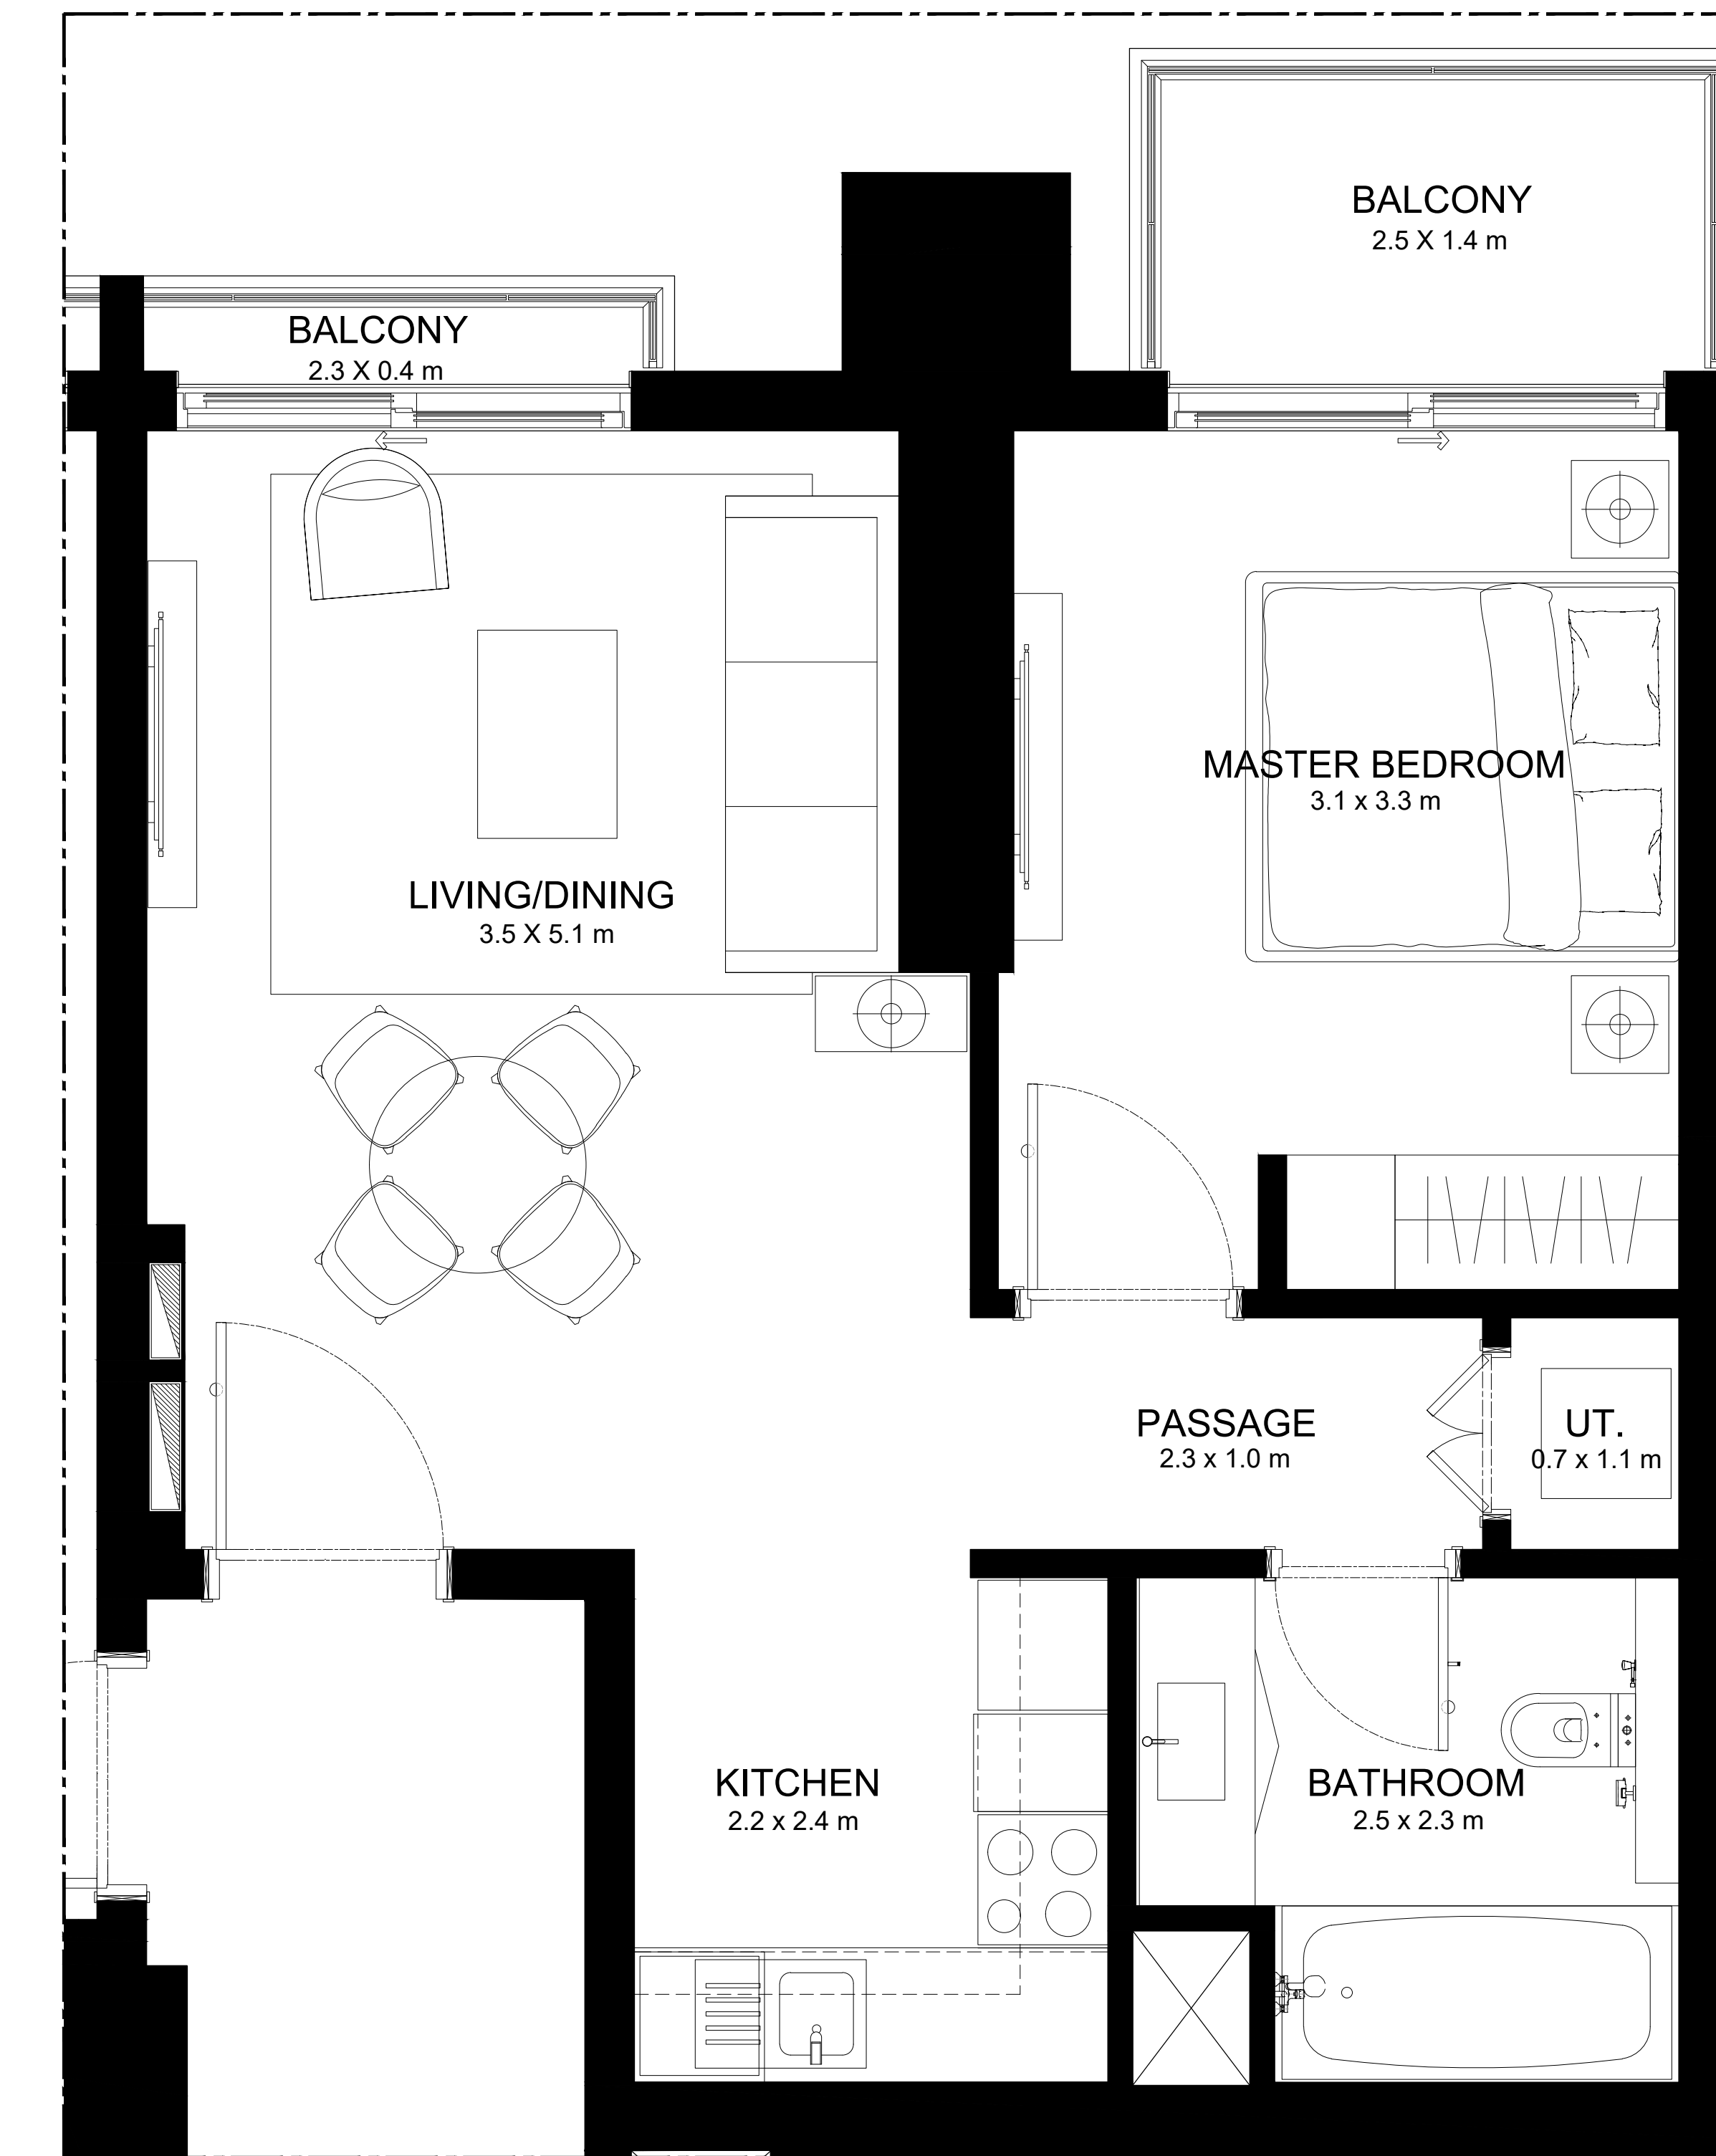 BALCONY
2.5 X 1.4 m
BALCONY
2.3 X 0.4 m
MASTER BEDROOM
3.1 x 3.3 m
LIVING/DINING
3.5 X 5.1 m
PASSAGE
2.3 x 1.0 m
UT.
0.7 x 1.1 m
KITCHEN
2.2 x 2.4 m
BATHROOM
2.5 x 2.3 m